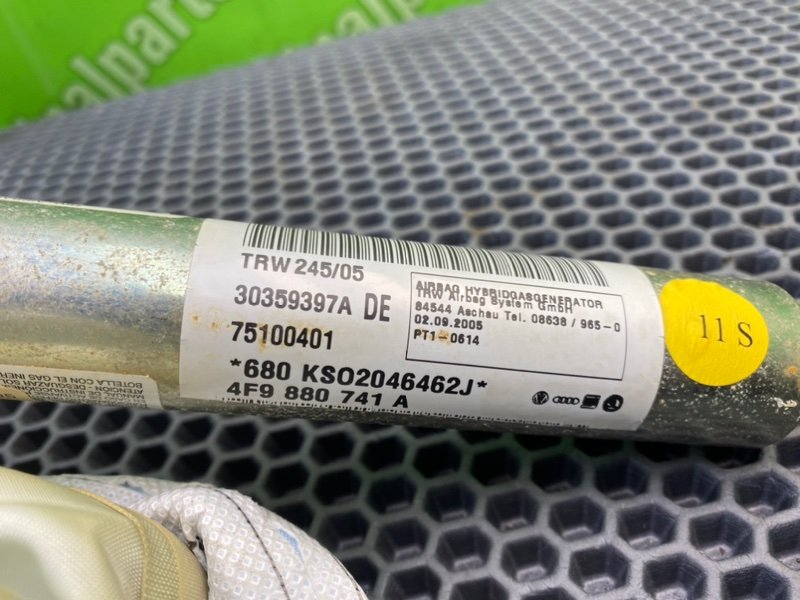 TRW 245/05
30359397A DE
75100401
*680 KS02046462J*
4F9 880 741 A
AIRBAG HYBRIDGASGENERATOR
TRW Airbag System GmbH
84544 Aschau Tel. 08638 / 965-0
02.09.2005
PT1-0614
11 S